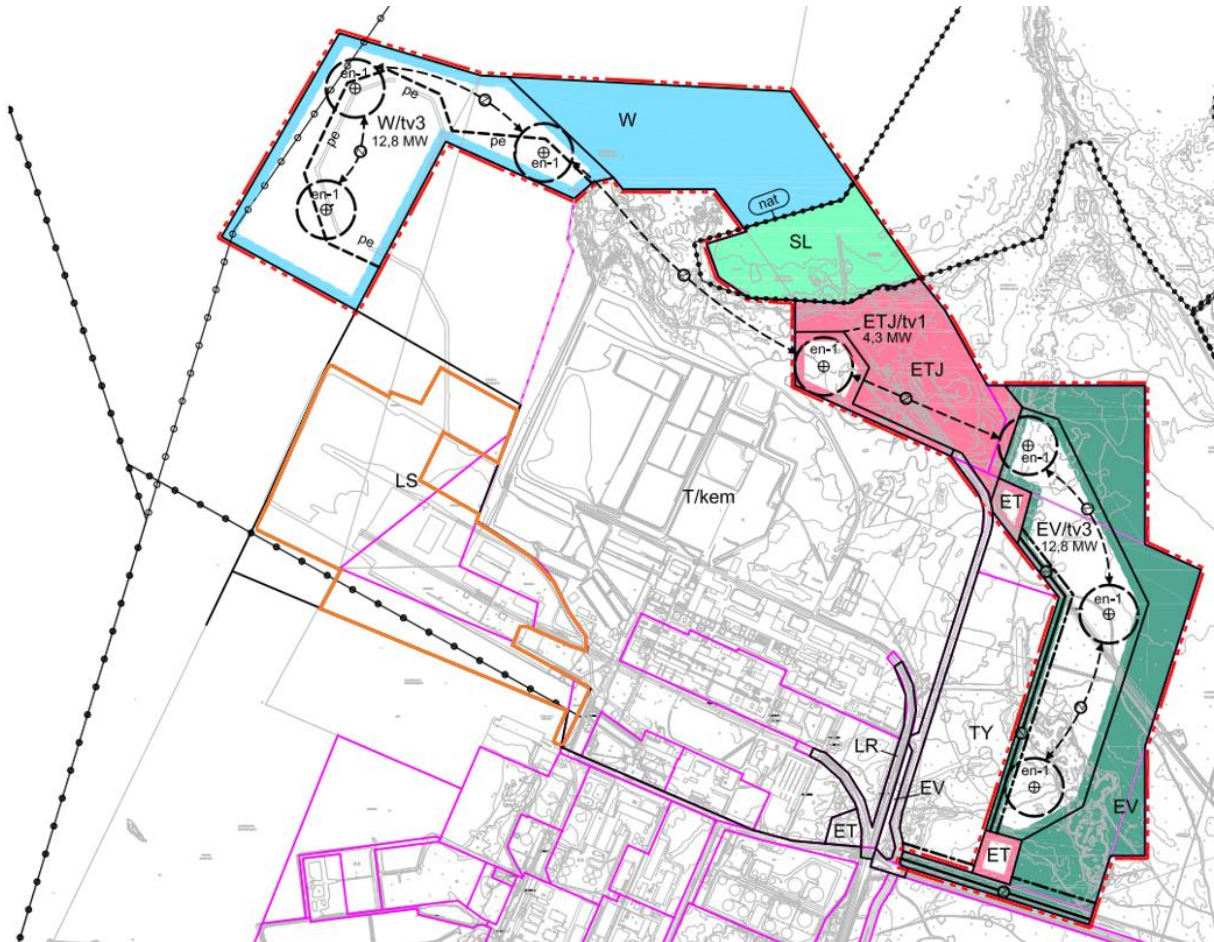 en-1
pe
W/tv3
12,8 MW
pe
pe
en-1
en-1
pe
W
nat
SL
ETJ/tv1
4,3 MW
en-1
ETJ
en-1
LS
T/kem
ET
EV/tv3
12,8 MW
en-1
LR
TY
en-1
EV
EV
ET
ET